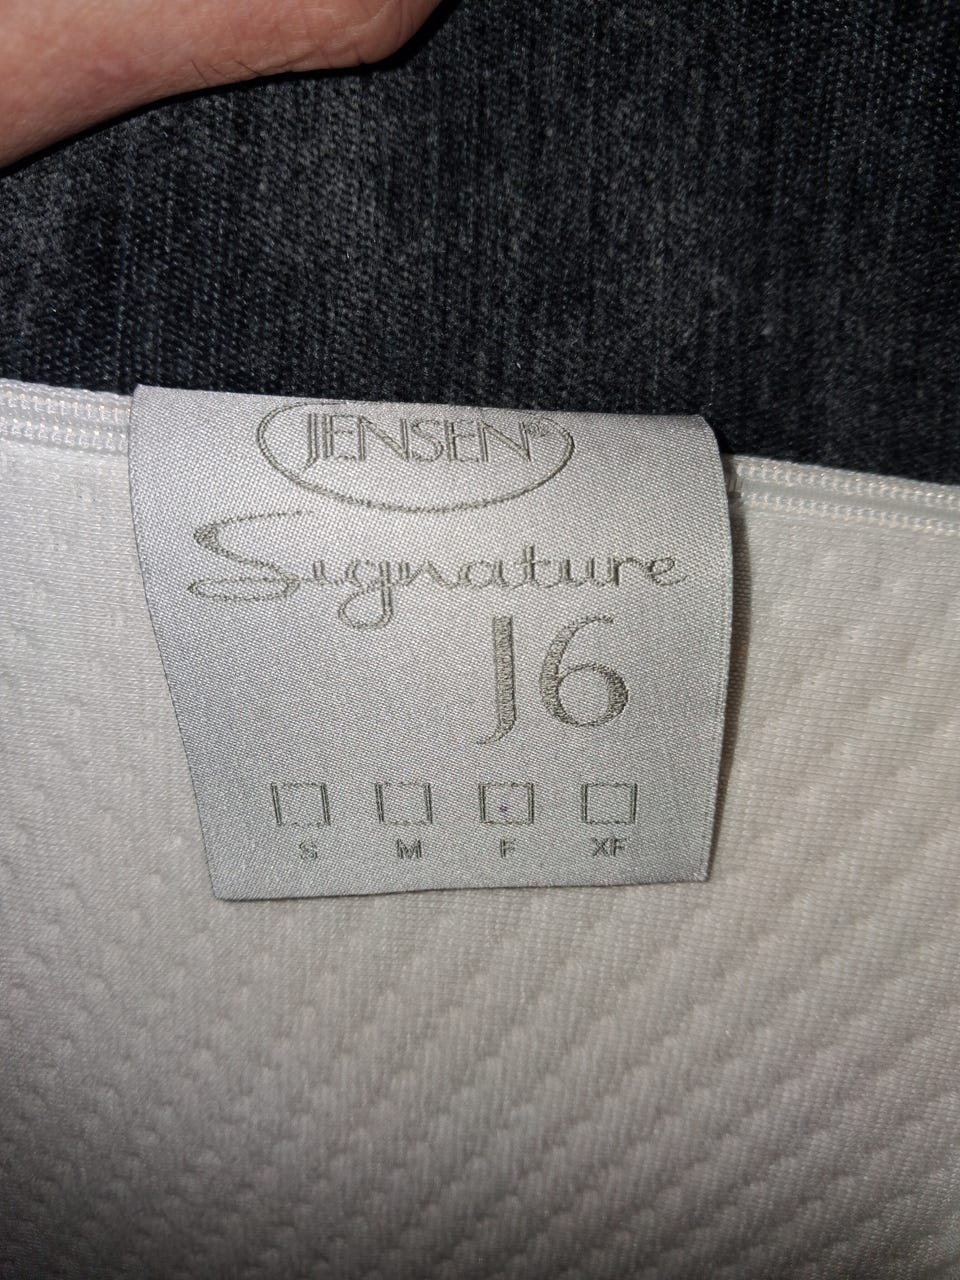 JENSEN®
Signature
J6
S M F XF